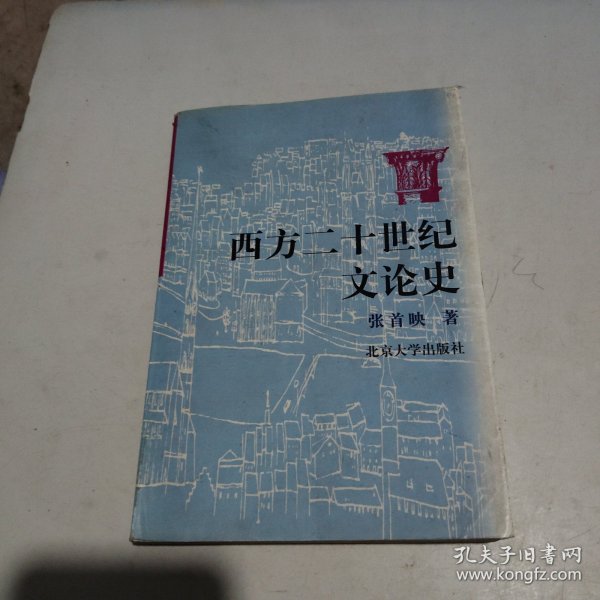 西方二十世纪
文论史
张首映 著
北京大学出版社
孔夫子旧书网
www.kongfz.com